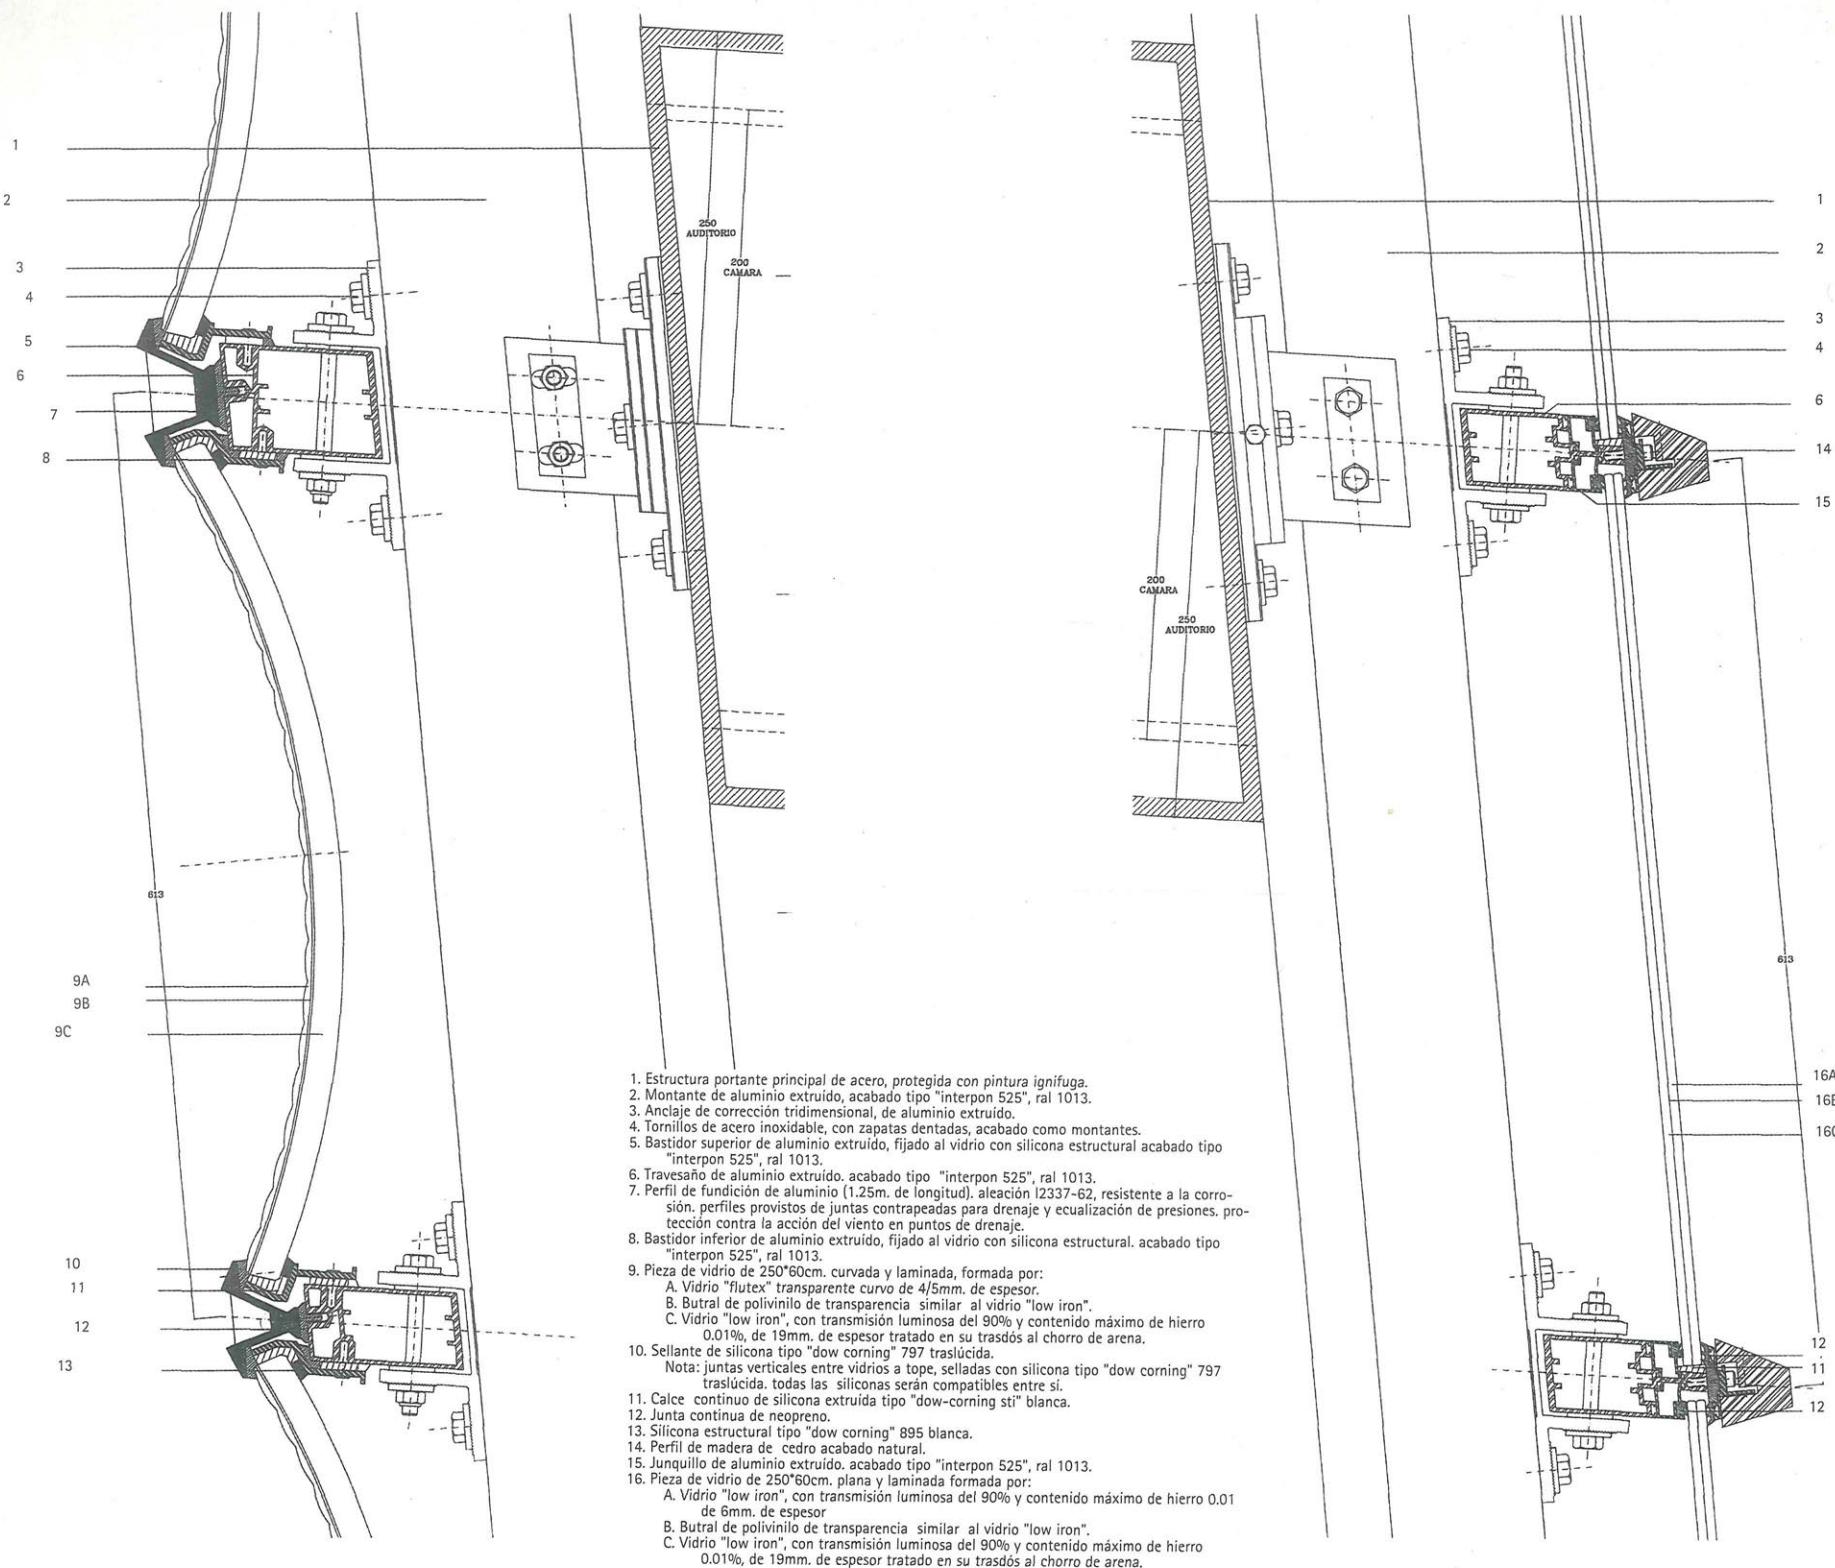 1
2
3
4
5
6
7
8
250
AUDITORIO
200
CAMARA
613
9A
9B
9C
10
11
12
13
200
CAMARA
250
AUDITORIO
1
2
3
4
6
14
15
613
16A
12
11
12
1. Estructura portante principal de acero, protegida con pintura ignifuga.
2. Montante de aluminio extruído, acabado tipo "interpon 525", ral 1013.
3. Anclaje de corrección tridimensional, de aluminio extruído.
4. Tornillos de acero inoxidable, con zapatas dentadas, acabado como montantes.
5. Bastidor superior de aluminio extruído, fijado al vidrio con silicona estructural acabado tipo
"interpon 525", ral 1013.
6. Travesaño de aluminio extruído. acabado tipo "interpon 525", ral 1013.
7. Perfil de fundición de aluminio (1.25m. de longitud). aleación l2337-62, resistente a la corro-
sión. perfiles provistos de juntas contrapeadas para drenaje y ecualización de presiones. pro-
tección contra la acción del viento en puntos de drenaje.
8. Bastidor inferior de aluminio extruído, fijado al vidrio con silicona estructural. acabado tipo
"interpon 525", ral 1013.
9. Pieza de vidrio de 250*60cm. curvada y laminada, formada por:
A. Vidrio "flutex" transparente curvo de 4/5mm. de espesor.
B. Butral de polivinilo de transparencia similar al vidrio "low iron".
C. Vidrio "low iron", con transmisión luminosa del 90% y contenido máximo de hierro
0.01%, de 19mm. de espesor tratado en su trasdós al chorro de arena.
10. Sellante de silicona tipo "dow corning" 797 traslúcida.
Nota: juntas verticales entre vidrios a tope, selladas con silicona tipo "dow corning" 797
traslúcida. todas las siliconas serán compatibles entre sí.
11. Calce continuo de silicona extruída tipo "dow-corning sti" blanca.
12. Junta continua de neopreno.
13. Silicona estructural tipo "dow corning" 895 blanca.
14. Perfil de madera de cedro acabado natural.
15. Junquillo de aluminio extruído. acabado tipo "interpon 525", ral 1013.
16. Pieza de vidrio de 250*60cm. plana y laminada formada por:
A. Vidrio "low iron", con transmisión luminosa del 90% y contenido máximo de hierro 0.01
de 6mm. de espesor
B. Butral de polivinilo de transparencia similar al vidrio "low iron".
C. Vidrio "low iron", con transmisión luminosa del 90% y contenido máximo de hierro
0.01%, de 19mm. de espesor tratado en su trasdós al chorro de arena.